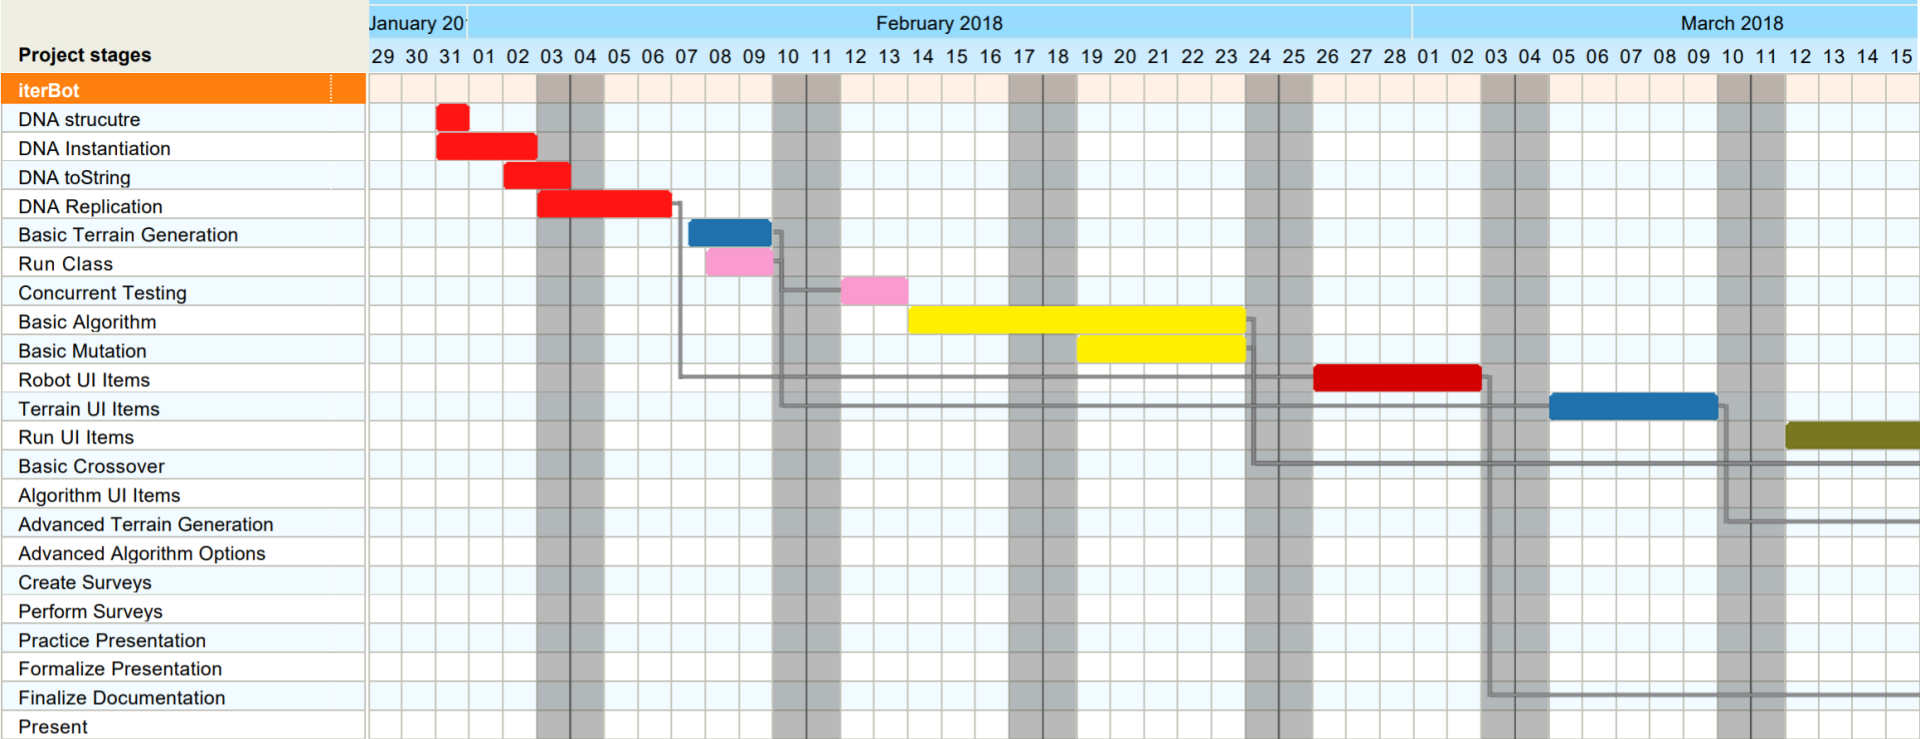 January 20
February 2018
March 2018
Project stages
29 30 31 01 02 03 04 05 06 07 08 09 10 11 12 13 14 15 16 17 18 19 20 21 22 23 24 25 26 27 28 01 02 03 04 05 06 07 08 09 10 11 12 13 14 15
iterBot
DNA strucutre
DNA Instantiation
DNA toString
DNA Replication
Basic Terrain Generation
Run Class
Concurrent Testing
Basic Algorithm
Basic Mutation
Robot UI Items
Terrain UI Items
Run UI Items
Basic Crossover
Algorithm UI Items
Advanced Terrain Generation
Advanced Algorithm Options
Create Surveys
Perform Surveys
Practice Presentation
Formalize Presentation
Finalize Documentation
Present